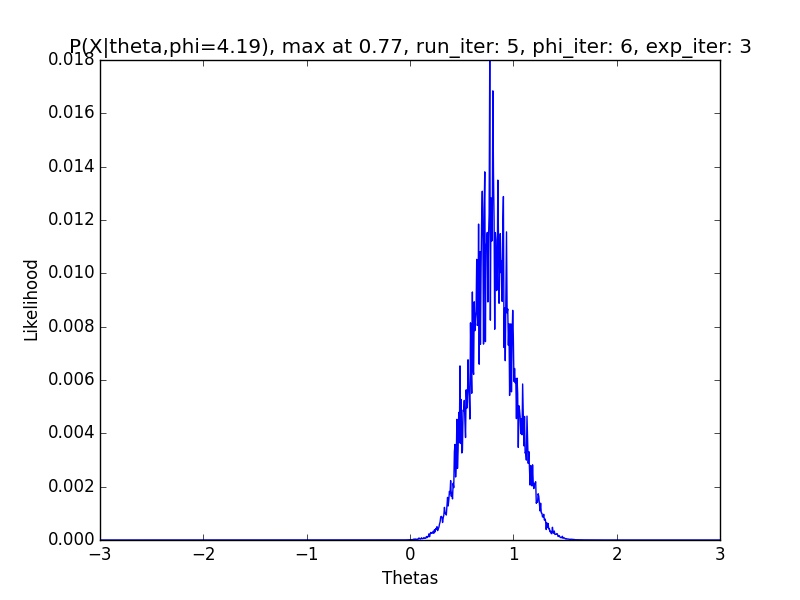 P(X|theta,phi=4.19), max at 0.77, run_iter: 5, phi_iter: 6, exp_iter: 3
0.018
0.016
0.014
0.012
0.010
0.008
0.006
0.004
0.002
0.000
Likelihood
−3 −2 −1 0 1 2 3
Thetas